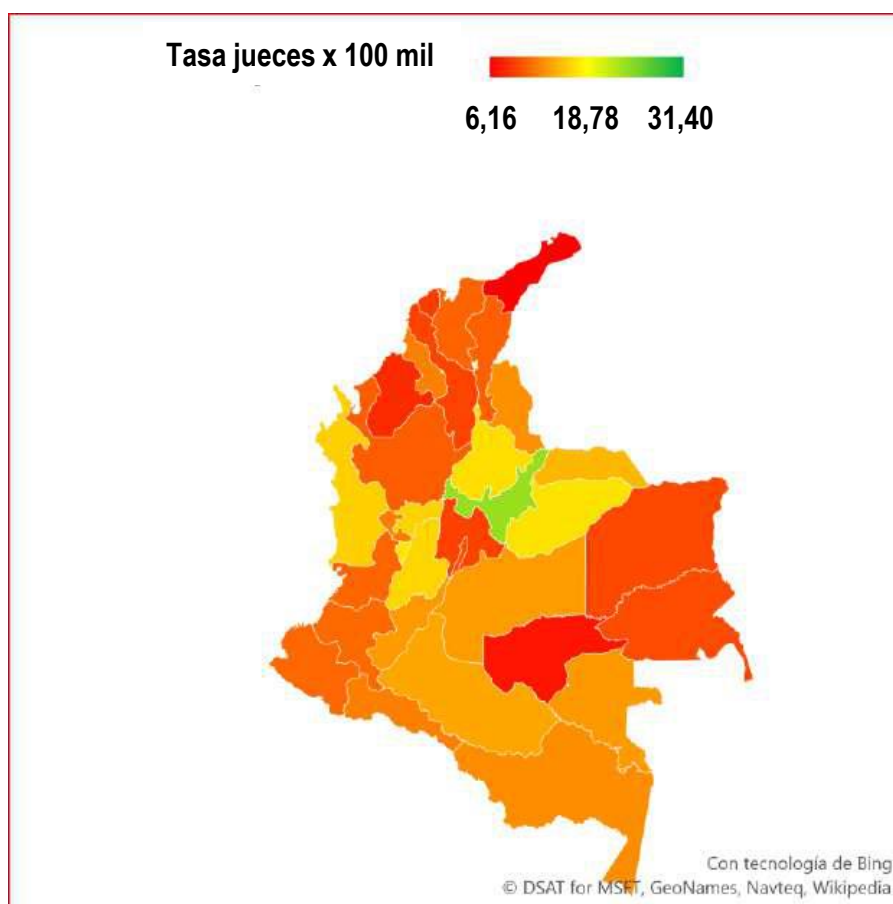 Tasa jueces x 100 mil
6,16 18,78 31,40
Con tecnología de Bing
© DSAT for MSFT, GeoNames, Navteq, Wikipedia